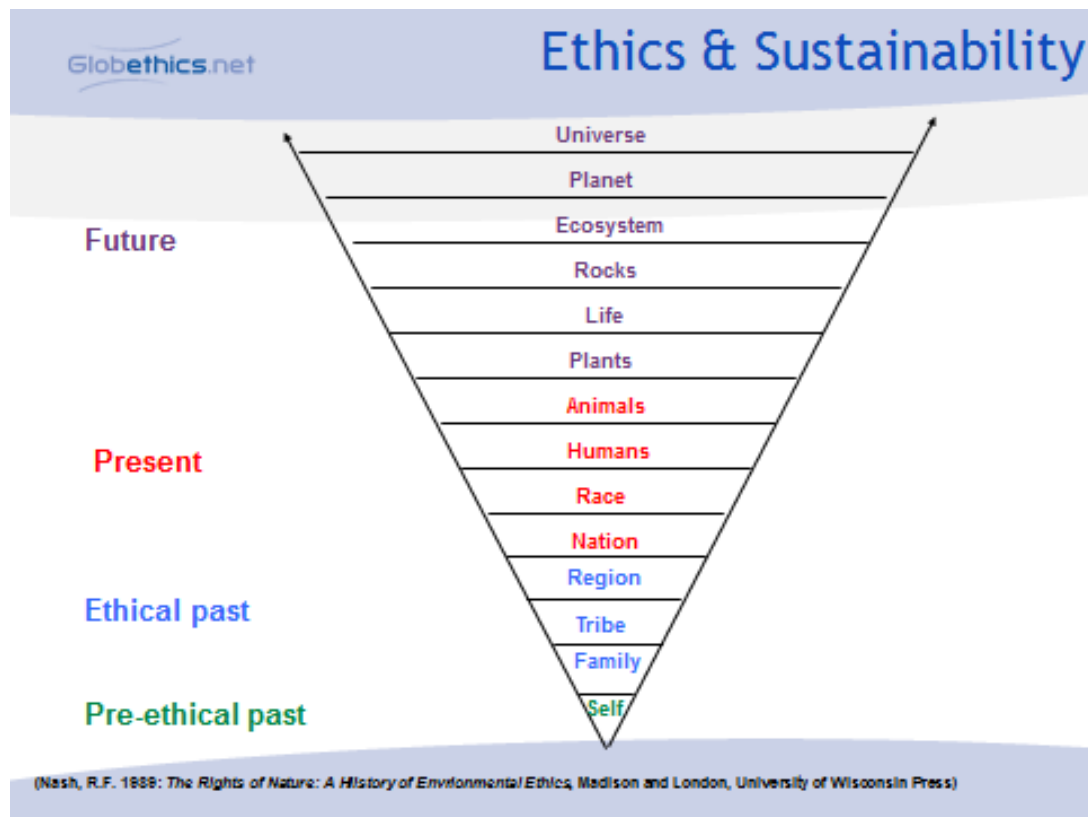 Globethics.net
Ethics & Sustainability
Universe
Planet
Ecosystem
Future
Rocks
Life
Plants
Animals
Humans
Present
Race
Nation
Region
Ethical past
Tribe
Family
Self
Pre-ethical past
(Nash, R.F. 1989: The Rights of Nature: A History of Envrionmental Ethics, Madison and London, University of Wisconsin Press)